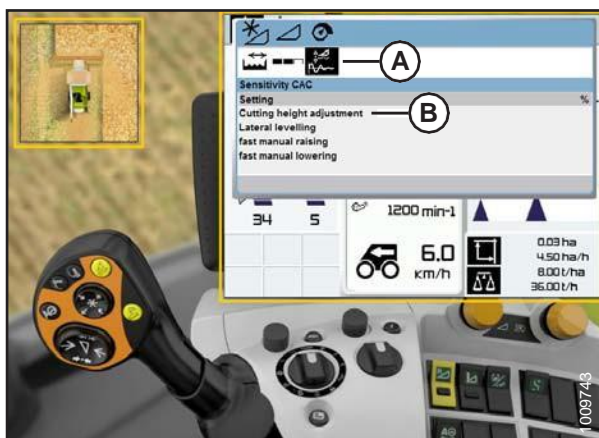 A
Sensitivity CAC
Setting %
Cutting height adjustment
B
Lateral levelling
fast manual raising
fast manual lowering
34 5
1200 min-1
6.0
km/h
0.03 ha
4.50 ha/h
8.00 t/ha
36.00 t/h
S
1009743